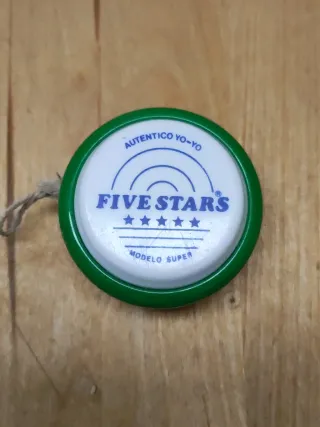 AUTENTICO YO-YO
FIVE STARS®
MODELO SUPER